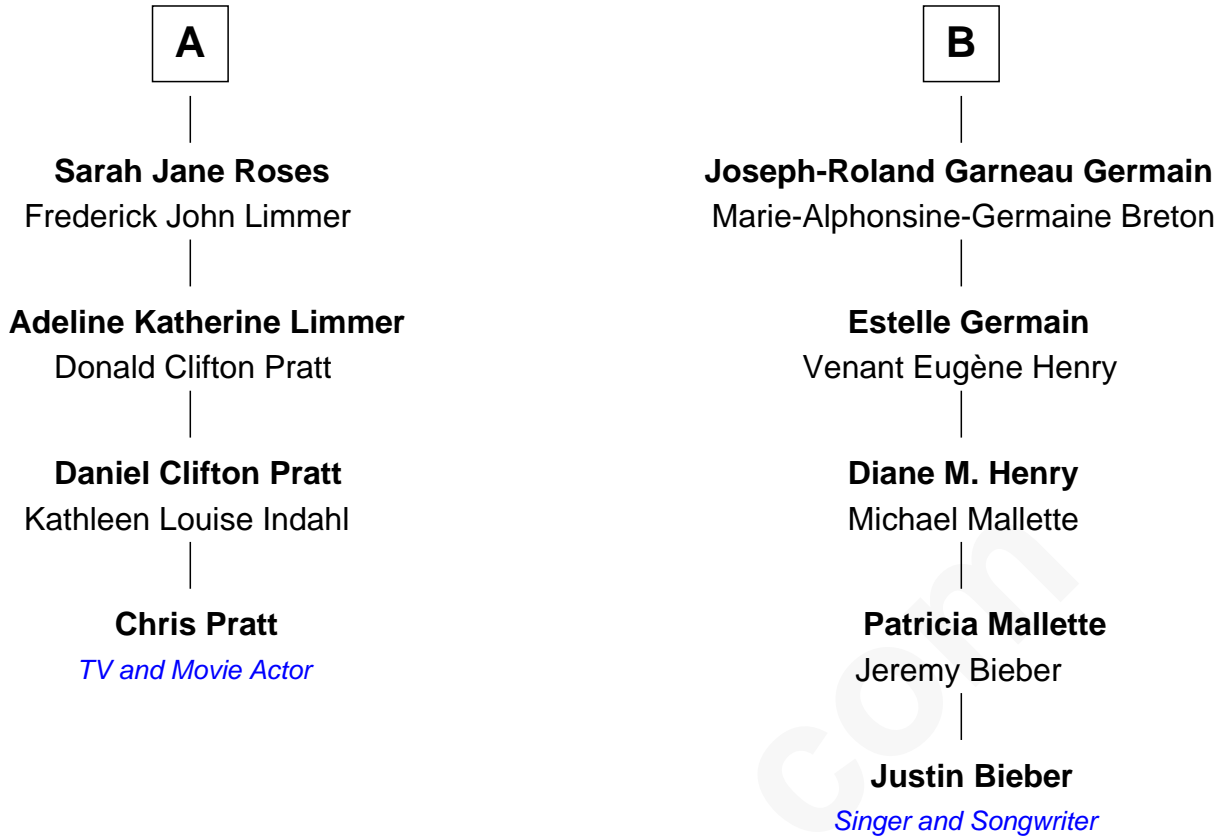 A
Sarah Jane Roses
Frederick John Limmer
Adeline Katherine Limmer
Donald Clifton Pratt
Daniel Clifton Pratt
Kathleen Louise Indahl
Chris Pratt
TV and Movie Actor
B
Joseph-Roland Garneau Germain
Marie-Alphonsine-Germaine Breton
Estelle Germain
Venant Eugène Henry
Diane M. Henry
Michael Mallette
Patricia Mallette
Jeremy Bieber
Justin Bieber
Singer and Songwriter
com